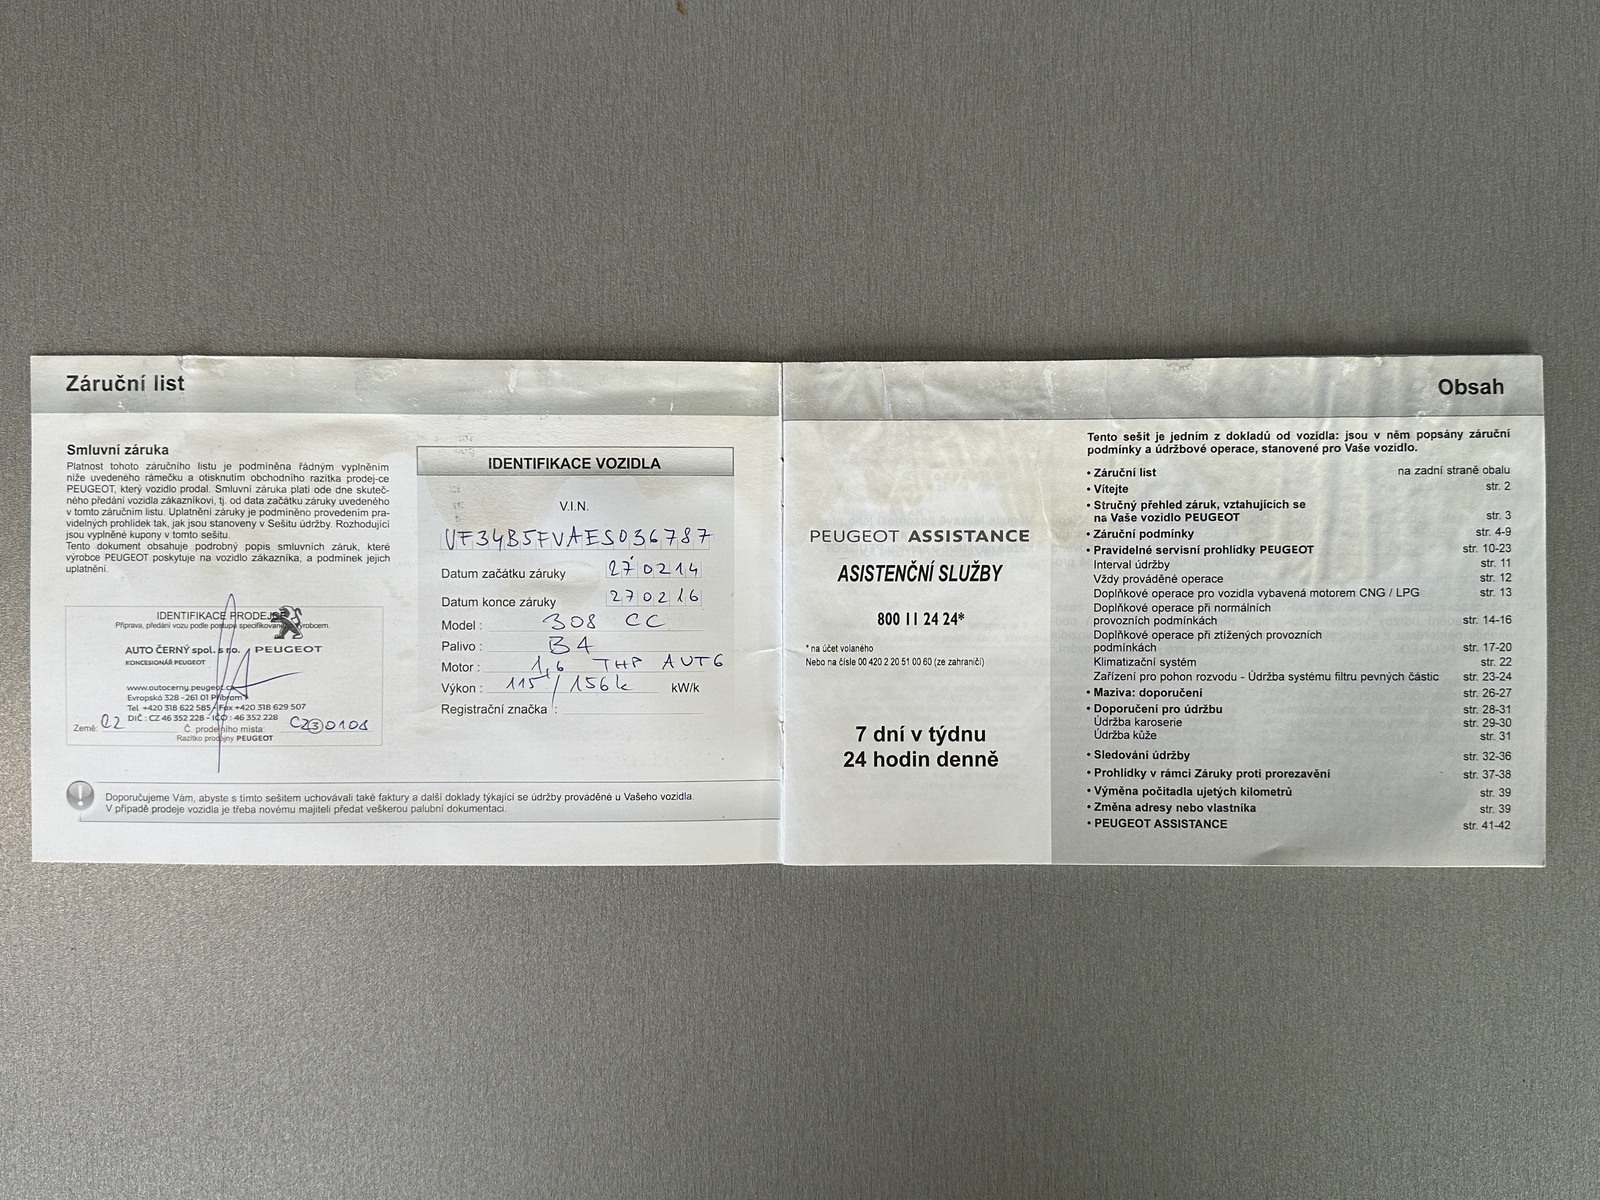 Záruční list
Smluvní záruka
Platnost tohoto záručního listu je podmíněna řádným vyplněním
níže uvedeného rámečku a otisknutím obchodního razítka prodej-ce
PEUGEOT, který vozidlo prodal. Smluvní záruka platí ode dne skuteč-
ného předání vozidla zákazníkovi, tj. od data začátku záruky uvedeného
v tomto záručním listu. Uplatnění záruky je podmíněno provedením pra-
videlných prohlídek tak, jak jsou stanoveny v Sešitu údržby. Rozhodující
jsou vyplněné kupony v tomto sešitu.
Tento dokument obsahuje podrobný popis smluvních záruk, které
výrobce PEUGEOT poskytuje na vozidlo zákazníka, a podmínek jejich
uplatnění.
IDENTIFIKACE PRODEJCE
Příprava, předání vozu podle postupu specifikovaného výrobcem.
AUTO ČERNÝ spol. s r.o.
PEUGEOT
KONCESIONÁŘ PEUGEOT
www.autocerny.peugeot.cz
Evropská 328 - 261 01 Příbram
Tel. +420 318 622 585 - Fax +420 318 629 507
DIČ : CZ 46 352 228 - IČO : 46 352 228
Země: CZ Č. prodejního místa: CZ30108
Razítko prodejny PEUGEOT
IDENTIFIKACE VOZIDLA
V.I.N.
VF34B5FVAES036787
Datum začátku záruky 270214
Datum konce záruky 270216
Model : 308 CC
Palivo : B4
Motor : 1,6 THP AUT6
Výkon : 115 / 156k kW/k
Registrační značka :
Doporučujeme Vám, abyste s tímto sešitem uchovávali také faktury a další doklady týkající se údržby prováděné u Vašeho vozidla.
V případě prodeje vozidla je třeba novému majiteli předat veškerou palubní dokumentaci.
PEUGEOT ASSISTANCE
ASISTENČNÍ SLUŽBY
800 11 24 24*
* na účet volaného
Nebo na čísle 00 420 2 20 51 00 60 (ze zahraničí)
7 dní v týdnu
24 hodin denně
Obsah
Tento sešit je jedním z dokladů od vozidla: jsou v něm popsány záruční
podmínky a údržbové operace, stanovené pro Vaše vozidlo.
• Záruční list na zadní straně obalu
• Vítejte str. 2
• Stručný přehled záruk, vztahujících se
na Vaše vozidlo PEUGEOT str. 3
• Záruční podmínky str. 4-9
• Pravidelné servisní prohlídky PEUGEOT str. 10-23
Interval údržby str. 11
Vždy prováděné operace str. 12
Doplňkové operace pro vozidla vybavená motorem CNG / LPG str. 13
Doplňkové operace při normálních
provozních podmínkách str. 14-16
Doplňkové operace při ztížených provozních
podmínkách str. 17-20
Klimatizační systém str. 22
Zařízení pro pohon rozvodu - Údržba systému filtru pevných částic str. 23-24
• Maziva: doporučení str. 26-27
• Doporučení pro údržbu str. 28-31
Údržba karoserie str. 29-30
Údržba kůže str. 31
• Sledování údržby str. 32-36
• Prohlídky v rámci Záruky proti prorezavění str. 37-38
• Výměna počitadla ujetých kilometrů str. 39
• Změna adresy nebo vlastníka str. 39
• PEUGEOT ASSISTANCE str. 41-42